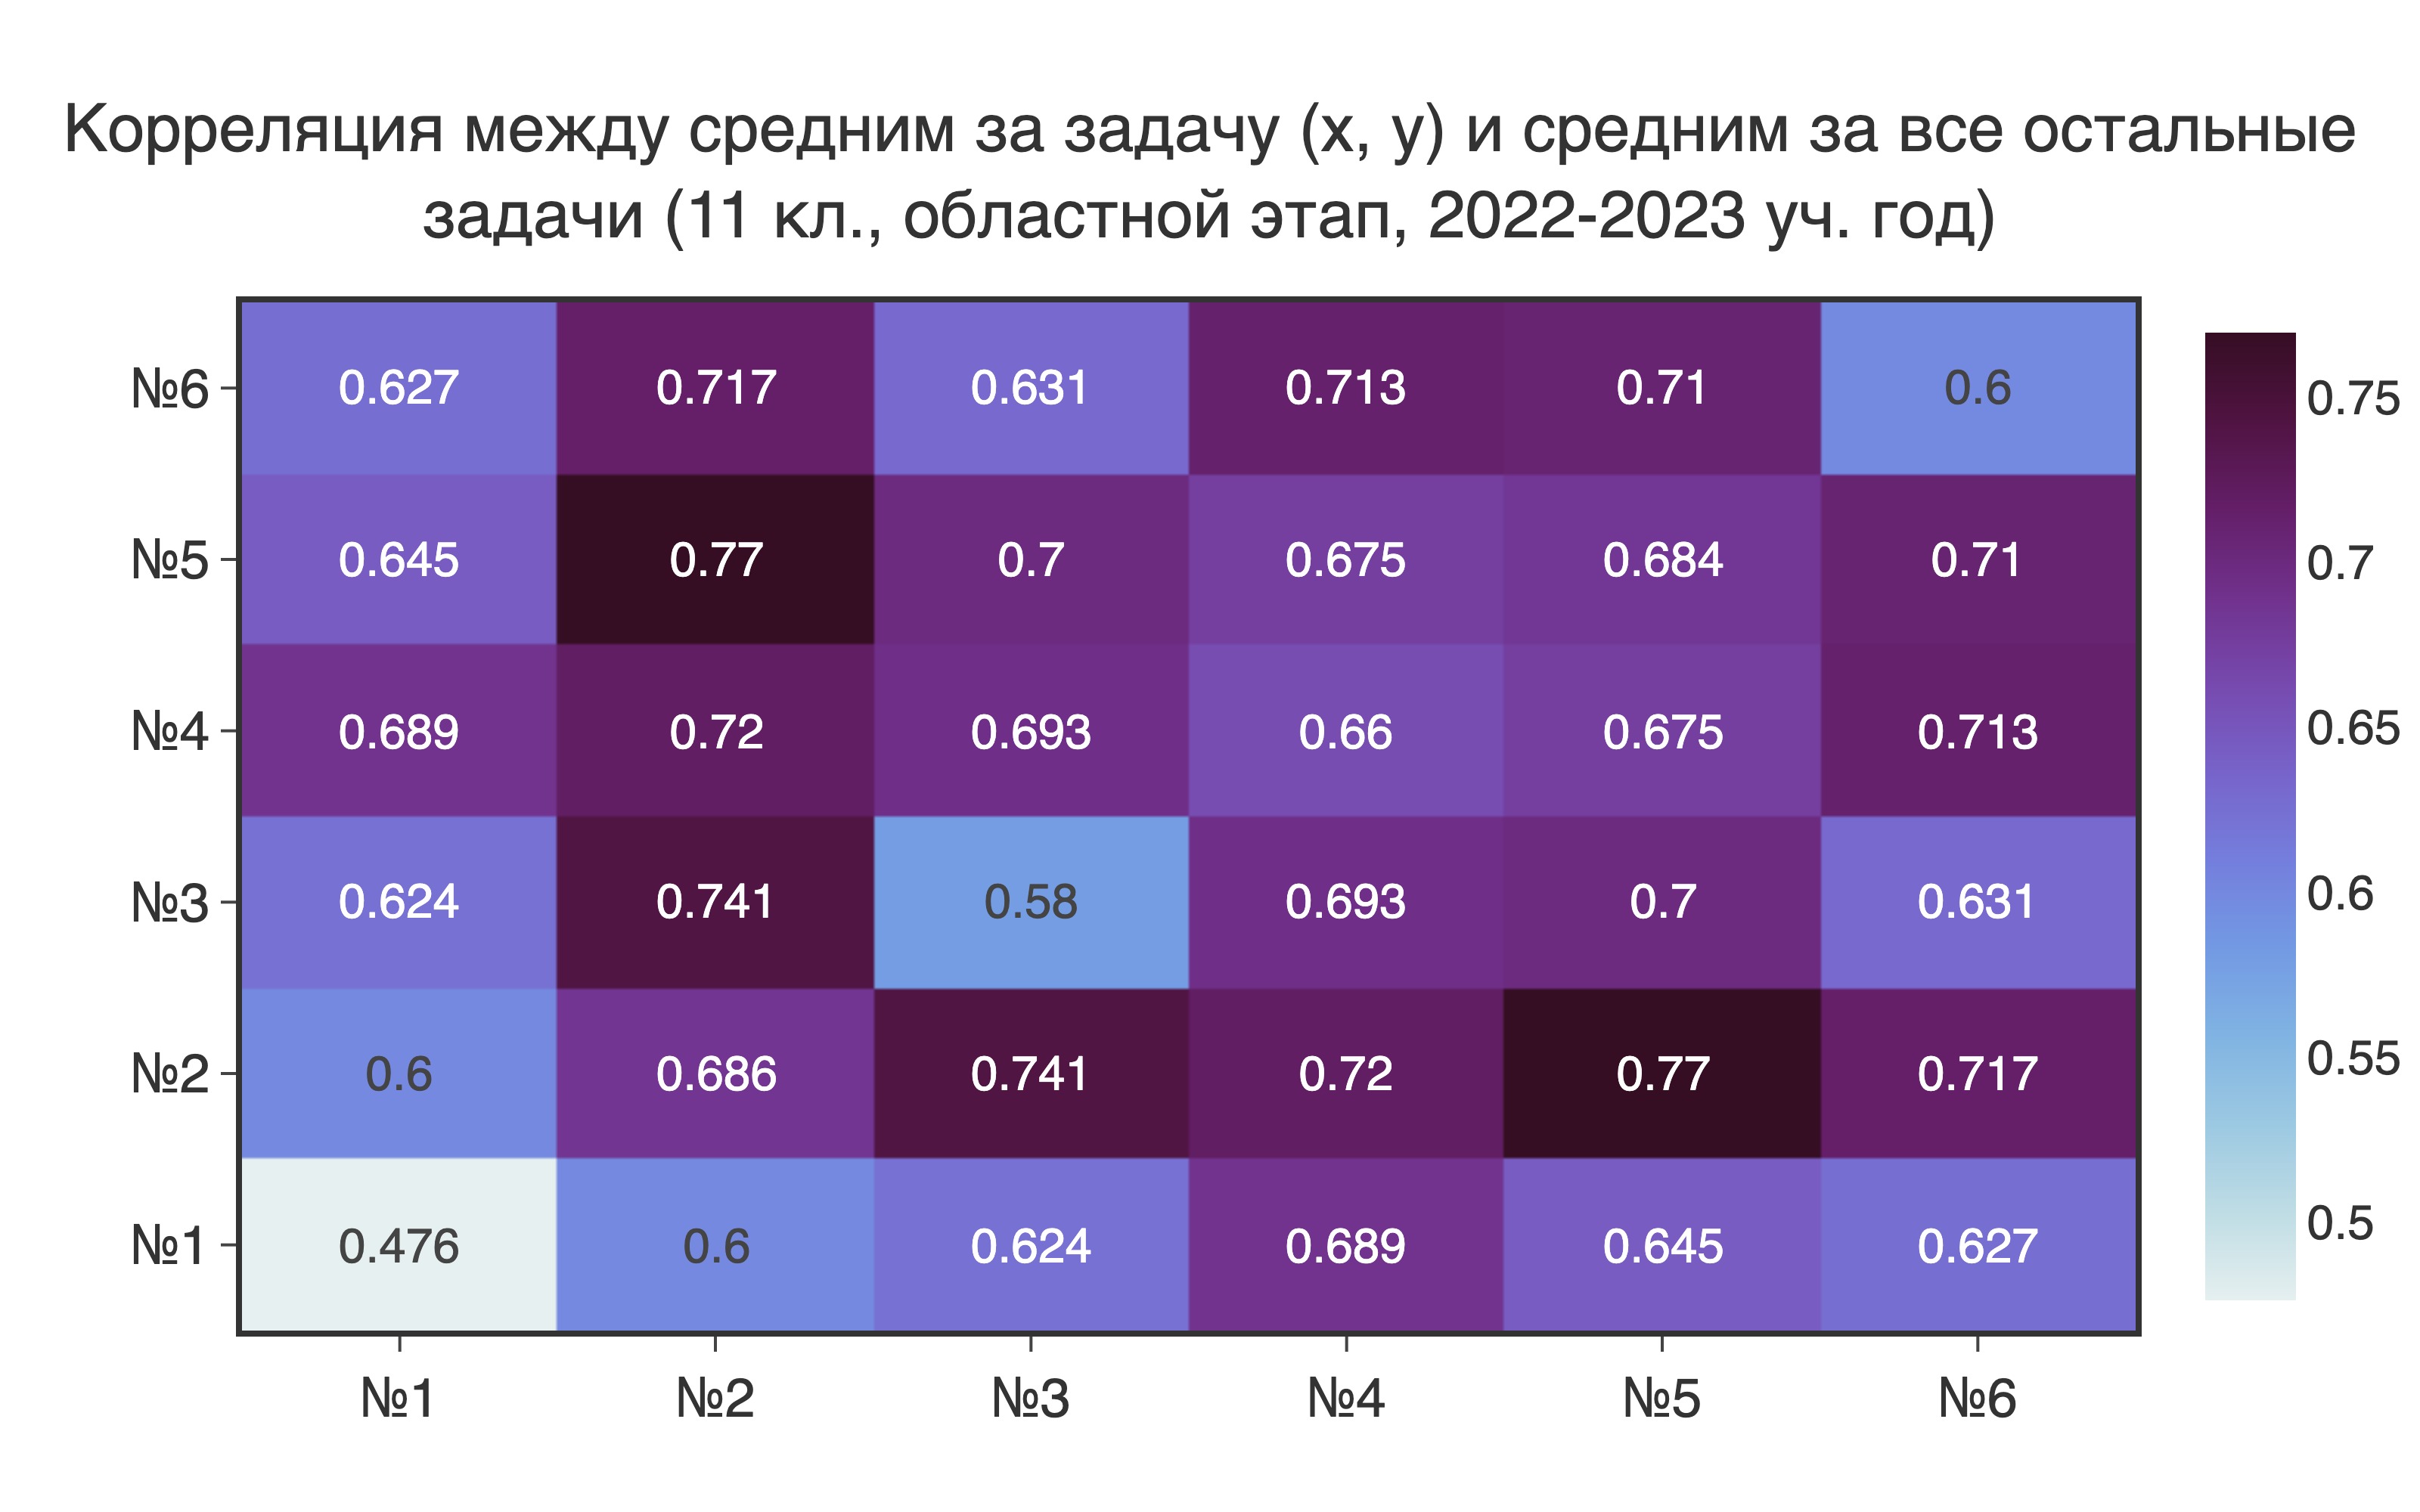 Корреляция между средним за задачу (x, y) и средним за все остальные
задачи (11 кл., областной этап, 2022-2023 уч. год)
№6 0.627 0.717 0.631 0.713 0.71 0.6
№5 0.645 0.77 0.7 0.675 0.684 0.71
№4 0.689 0.72 0.693 0.66 0.675 0.713
№3 0.624 0.741 0.58 0.693 0.7 0.631
№2 0.6 0.686 0.741 0.72 0.77 0.717
№1 0.476 0.6 0.624 0.689 0.645 0.627
№1 №2 №3 №4 №5 №6
0.75
0.7
0.65
0.6
0.55
0.5